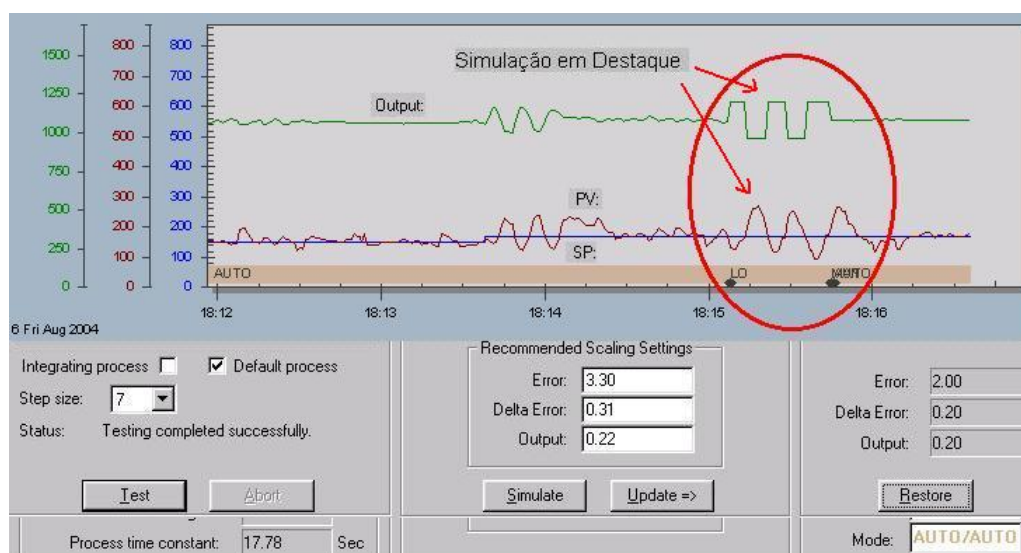 1500
1250
1000
750
500
250
0
800
700
600
500
400
300
200
100
0
800
700
600
500
400
300
200
100
0
Simulação em Destaque
Output:
PV:
SP:
AUTO
LO
18:12
18:13
18:14
18:15
18:16
6 Fri Aug 2004
Integrating process
Default process
Step size: 7
Status: Testing completed successfully.
Test
Abort
Process time constant: 17.78 Sec
Recommended Scaling Settings
Error: 3.30
Delta Error: 0.31
Output: 0.22
Simulate
Update =>
Error: 2.00
Delta Error: 0.20
Output: 0.20
Restore
Mode: AUTO/AUTO